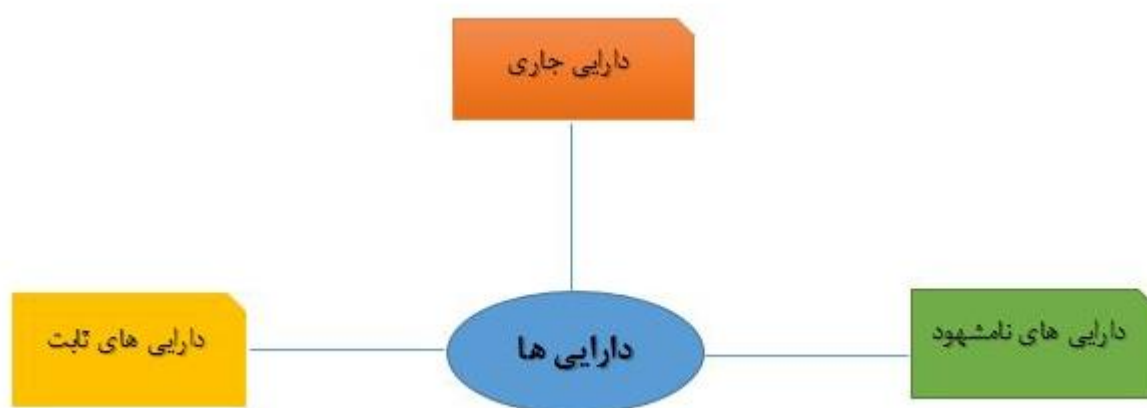 دارایی جاری
دارایی های نامشهود
دارایی ها
دارایی های ثابت